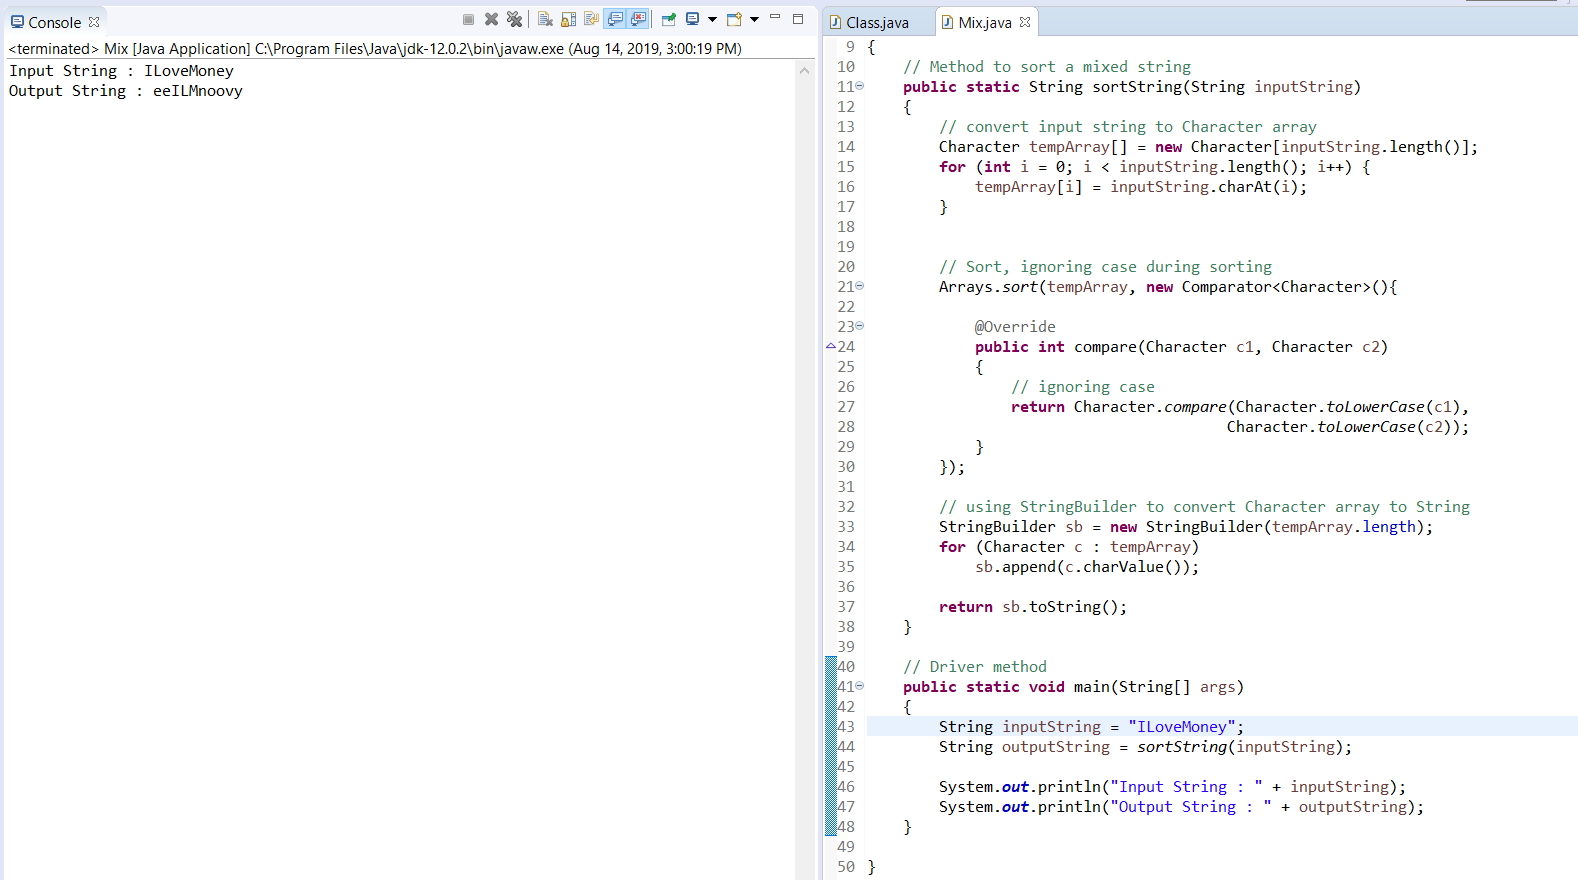 Console
<terminated> Mix [Java Application] C:\Program Files\Java\jdk-12.0.2\bin\javaw.exe (Aug 14, 2019, 3:00:19 PM)
Input String : ILoveMoney
Output String : eeILMnoovy
Class.java Mix.java
9 {
10 // Method to sort a mixed string
11 public static String sortString(String inputString)
12 {
13 // convert input string to Character array
14 Character tempArray[] = new Character[inputString.length()];
15 for (int i = 0; i < inputString.length(); i++) {
16 tempArray[i] = inputString.charAt(i);
17 }
18
19
20 // Sort, ignoring case during sorting
21 Arrays.sort(tempArray, new Comparator<Character>(){
22
23 @Override
24 public int compare(Character c1, Character c2)
25 {
26 // ignoring case
27 return Character.compare(Character.toLowerCase(c1),
28 Character.toLowerCase(c2));
29 }
30 });
31
32 // using StringBuilder to convert Character array to String
33 StringBuilder sb = new StringBuilder(tempArray.length);
34 for (Character c : tempArray)
35 sb.append(c.charValue());
36
37 return sb.toString();
38 }
39
40 // Driver method
41 public static void main(String[] args)
42 {
43 String inputString = "ILoveMoney";
44 String outputString = sortString(inputString);
45
46 System.out.println("Input String : " + inputString);
47 System.out.println("Output String : " + outputString);
48 }
49
50 }